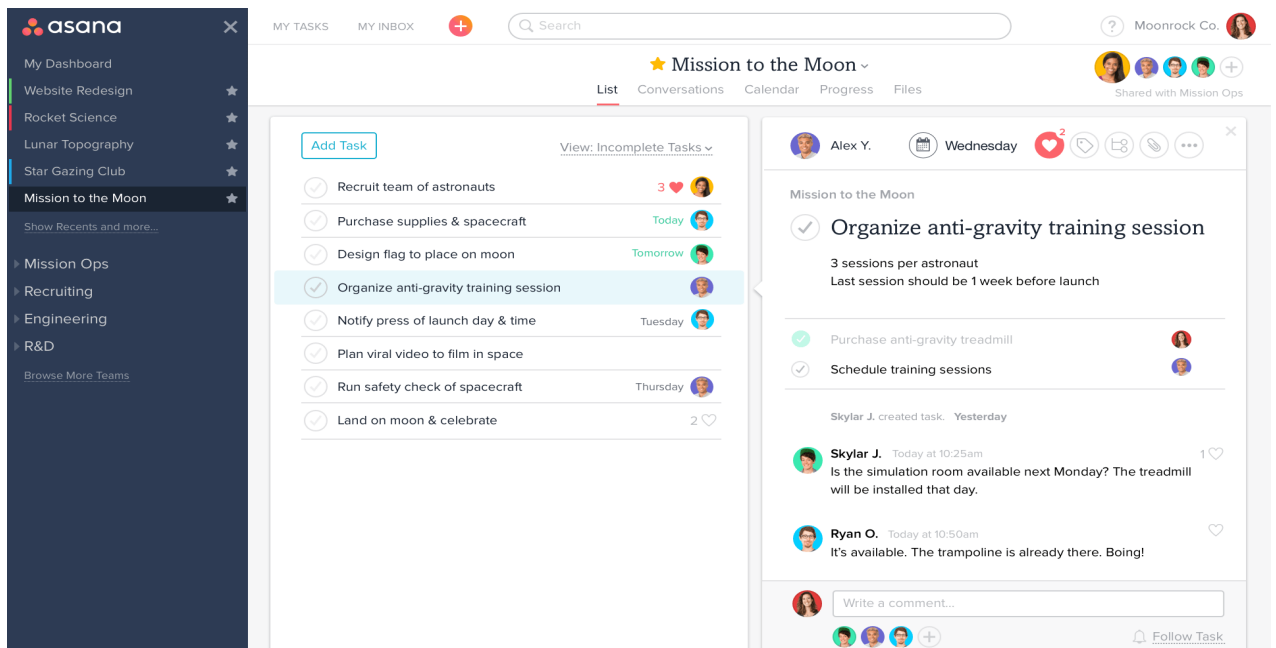 asana
My Dashboard
Website Redesign
Rocket Science
Lunar Topography
Star Gazing Club
Mission to the Moon
Show Recents and more...
Mission Ops
Recruiting
Engineering
R&D
Browse More Teams
MY TASKS
MY INBOX
Search
?
Moonrock Co.
Mission to the Moon
List
Conversations
Calendar
Progress
Files
Shared with Mission Ops
Add Task
View: Incomplete Tasks
Recruit team of astronauts
3
Purchase supplies & spacecraft
Today
Design flag to place on moon
Tomorrow
Organize anti-gravity training session
Notify press of launch day & time
Tuesday
Plan viral video to film in space
Run safety check of spacecraft
Thursday
Land on moon & celebrate
2
Alex Y.
Wednesday
2
Mission to the Moon
Organize anti-gravity training session
3 sessions per astronaut
Last session should be 1 week before launch
Purchase anti-gravity treadmill
Schedule training sessions
Skylar J. created task. Yesterday
Skylar J. Today at 10:25am
1
Is the simulation room available next Monday? The treadmill
will be installed that day.
Ryan O. Today at 10:50am
It's available. The trampoline is already there. Boing!
Write a comment...
Follow Task